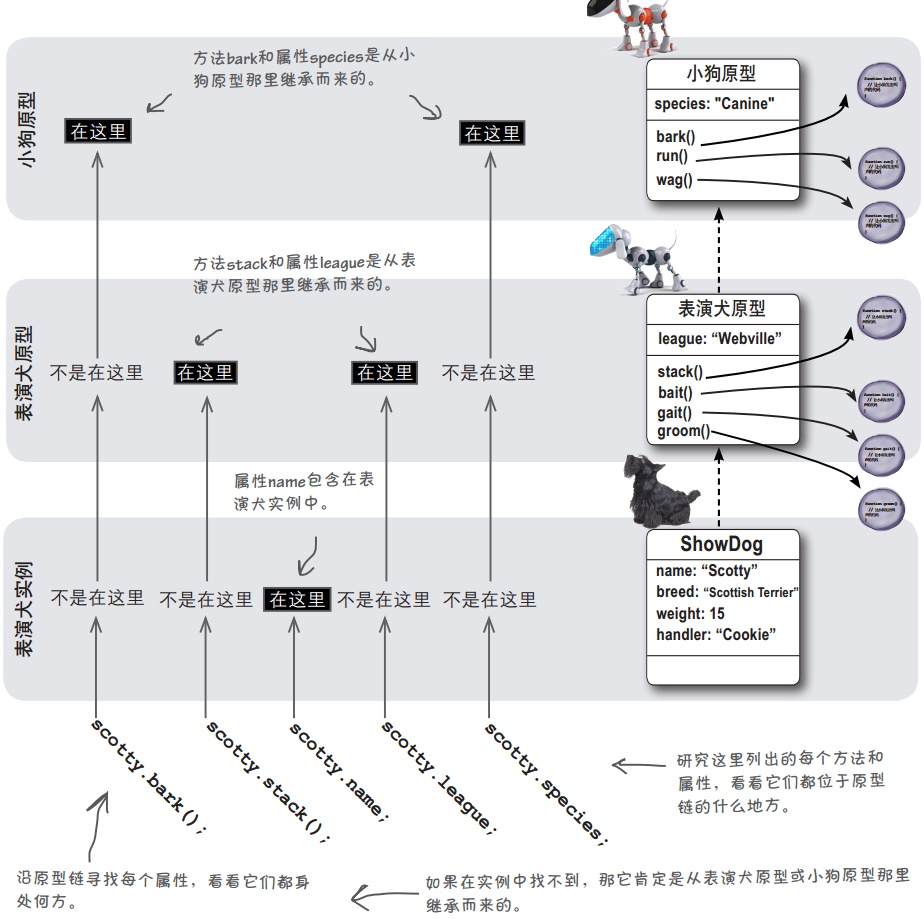 方法bark和属性species是从小
狗原型那里继承而来的。
小狗原型
在这里
在这里
小狗原型
species: "Canine"
bark()
run()
wag()
function bark() {
// 让小狗发出叫
声的代码
}
方法stack和属性league是从表
演犬原型那里继承而来的。
表演犬原型
不是在这里
在这里
在这里
不是在这里
表演犬原型
league: “Webville”
stack()
bait()
gait()
groom()
属性name包含在表
演犬实例中。
表演犬实例
不是在这里
不是在这里
在这里
不是在这里
不是在这里
ShowDog
name: “Scotty”
breed: “Scottish Terrier”
weight: 15
handler: “Cookie”
scotty.bark();
scotty.stack();
scotty.name;
scotty.league;
scotty.species;
研究这里列出的每个方法和
属性，看看它们都位于原型
链的什么地方。
沿原型链寻找每个属性，看看它们都身
处何方。
如果在实例中找不到，那它肯定是从表演犬原型或小狗原型那里
继承而来的。